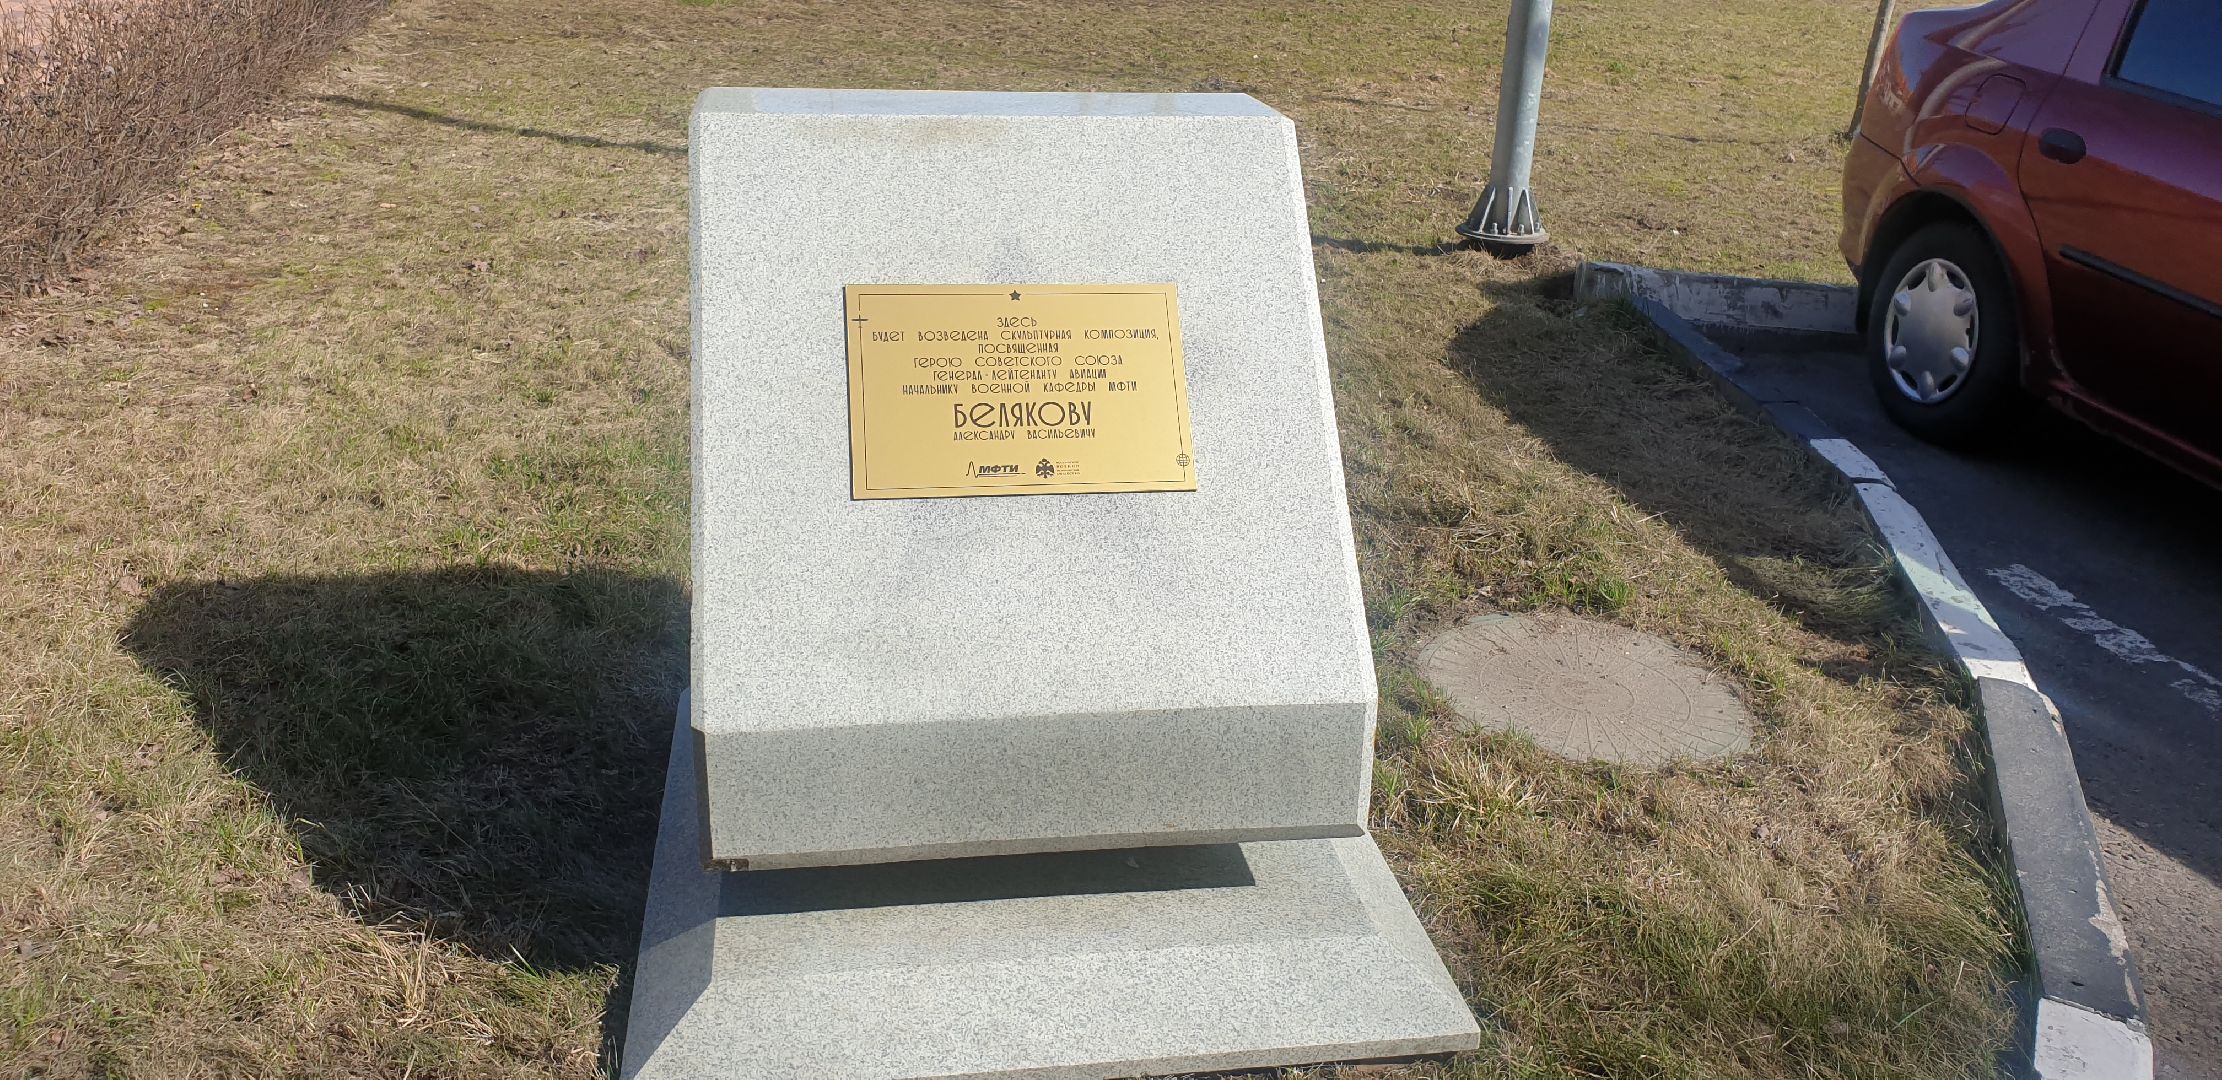 ЗДЕСЬ
БУДЕТ ВОЗВЕДЕНА СКУЛЬПТУРНАЯ КОМПОЗИЦИЯ,
ПОСВЯЩЕННАЯ
ГЕРОЮ СОВЕТСКОГО СОЮЗА
ГЕНЕРАЛ-ЛЕЙТЕНАНТУ АВИАЦИИ
НАЧАЛЬНИКУ ВОЕННОЙ КАФЕДРЫ МФТИ
БЕЛЯКОВУ
АЛЕКСАНДРУ ВАСИЛЬЕВИЧУ
МФТИ